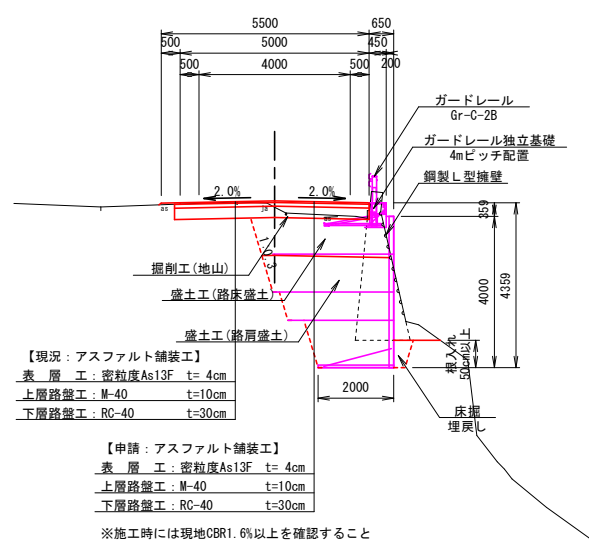 5500
650
500
5000
450
200
500
4000
500
ガードレール
Gr-C-2B
ガードレール独立基礎
4mピッチ配置
鋼製L型擁壁
2.0%
2.0%
as
as
359
4000
4359
掘削工(路地山)
盛土工(路床盛土)
盛土工(路肩盛土)
根入れ
50cm以上
2000
床掘
埋戻し
【現況:アスファルト舗装工】
表 層 工:密粒度As13F t= 4cm
上層路盤工:M-40 t=10cm
下層路盤工:RC-40 t=30cm
【申請:アスファルト舗装工】
表 層 工:密粒度As13F t= 4cm
上層路盤工:M-40 t=10cm
下層路盤工:RC-40 t=30cm
※施工時には現地CBR1.6%以上を確認すること